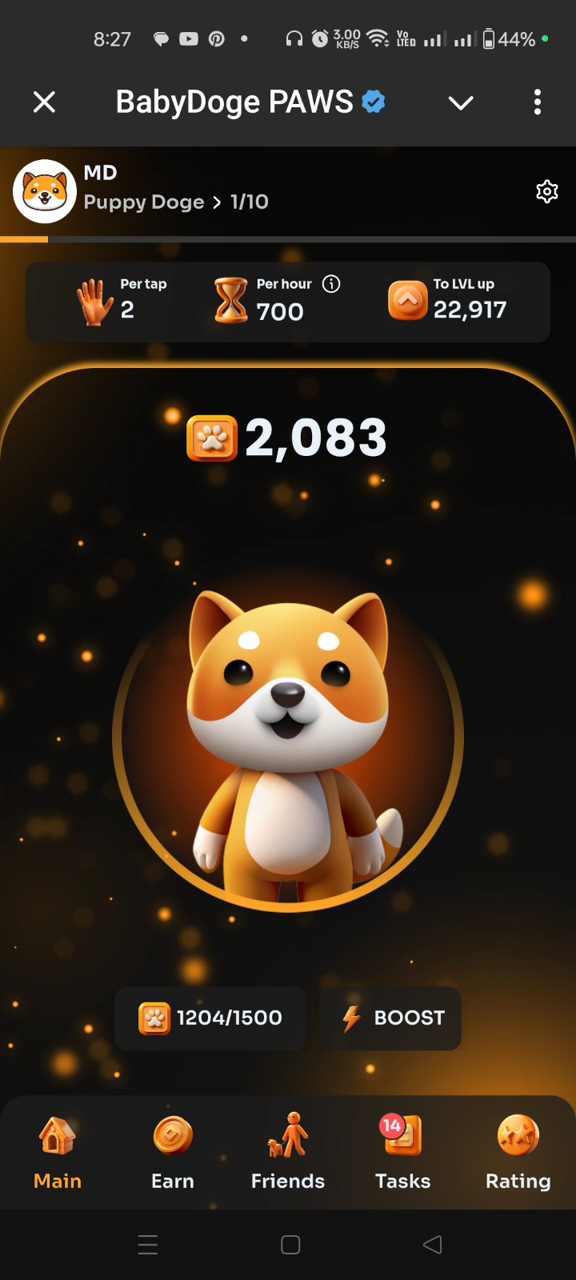 8:27 3.00 KB/S Vo LTED 44%
BabyDoge PAWS
MD
Puppy Doge > 1/10
Per tap
2
Per hour
700
To LVL up
22,917
2,083
1204/1500
BOOST
14
Main Earn Friends Tasks Rating